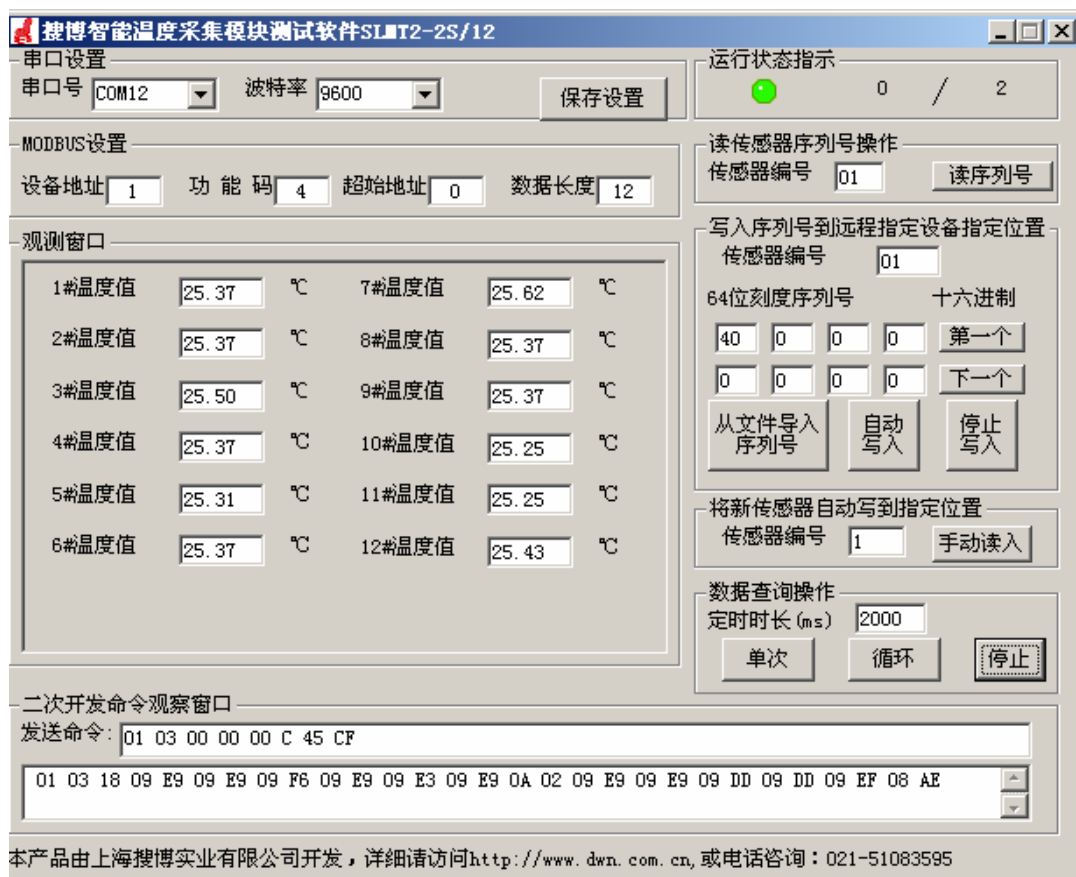 搜博智能温度采集模块测试软件SLMT2-2S/12
串口设置
串口号 COM12 波特率 9600 保存设置
运行状态指示
0 / 2
MODBUS设置
设备地址 1 功能码 4 超始地址 0 数据长度 12
读传感器序列号操作
传感器编号 01 读序列号
观测窗口
1#温度值 25.37 ℃ 7#温度值 25.62 ℃
2#温度值 25.37 ℃ 8#温度值 25.37 ℃
3#温度值 25.50 ℃ 9#温度值 25.37 ℃
4#温度值 25.37 ℃ 10#温度值 25.25 ℃
5#温度值 25.31 ℃ 11#温度值 25.25 ℃
6#温度值 25.37 ℃ 12#温度值 25.43 ℃
写入序列号到远程指定设备指定位置
传感器编号 01
64位刻度序列号 十六进制
40 0 0 0 第一个
0 0 0 0 下一个
从文件导入 自动 停止
序列号 写入 写入
将新传感器自动写到指定位置
传感器编号 1 手动读入
数据查询操作
定时时长(ms) 2000
单次 循环 停止
二次开发命令观察窗口
发送命令: 01 03 00 00 00 C 45 CF
01 03 18 09 E9 09 E9 09 F6 09 E9 09 E3 09 E9 0A 02 09 E9 09 E9 09 DD 09 DD 09 EF 08 AE
本产品由上海搜博实业有限公司开发，详细请访问http://www.dwn.com.cn,或电话咨询：021-51083595